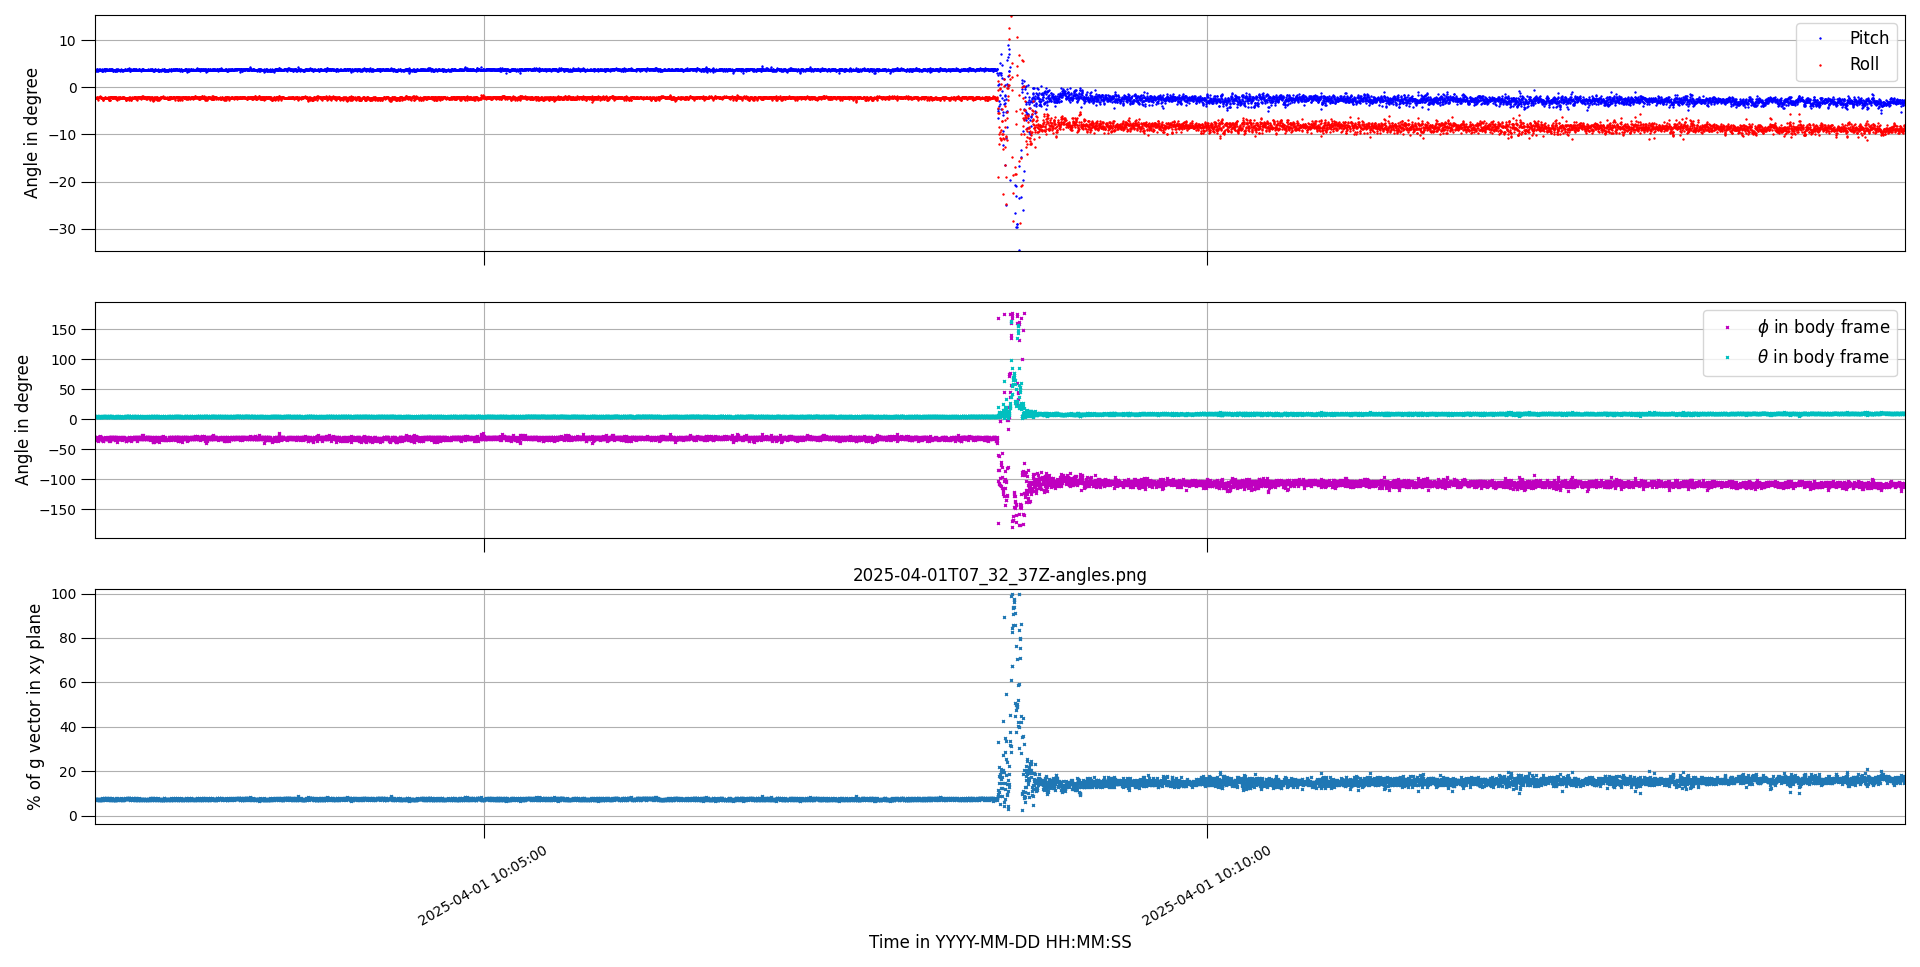 10
0
−10
−20
−30
Angle in degree
Pitch
Roll
150
100
50
0
−50
−100
−150
Angle in degree
ϕ in body frame
θ in body frame
2025-04-01T07_32_37Z-angles.png
100
80
60
40
20
0
% of g vector in xy plane
2025-04-01 10:05:00
2025-04-01 10:10:00
Time in YYYY-MM-DD HH:MM:SS